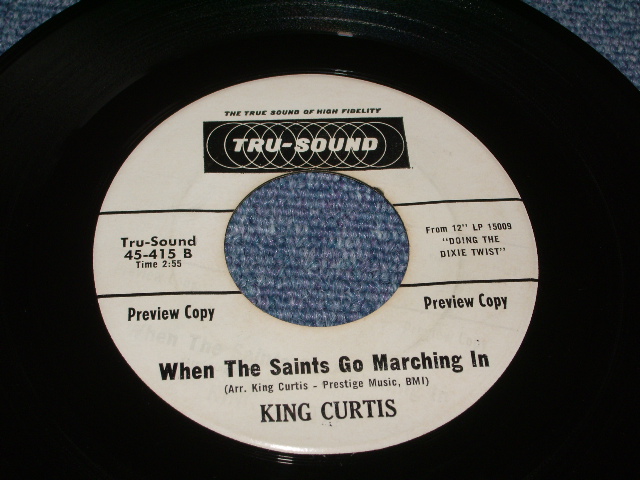 THE TRUE SOUND OF HIGH FIDELITY
TRU-SOUND
Tru-Sound
45-415 B
Time 2:55
From 12" LP 15009
"DOING THE
DIXIE TWIST"
Preview Copy
Preview Copy
When The Saints Go Marching In
(Arr. King Curtis - Prestige Music, BMI)
KING CURTIS